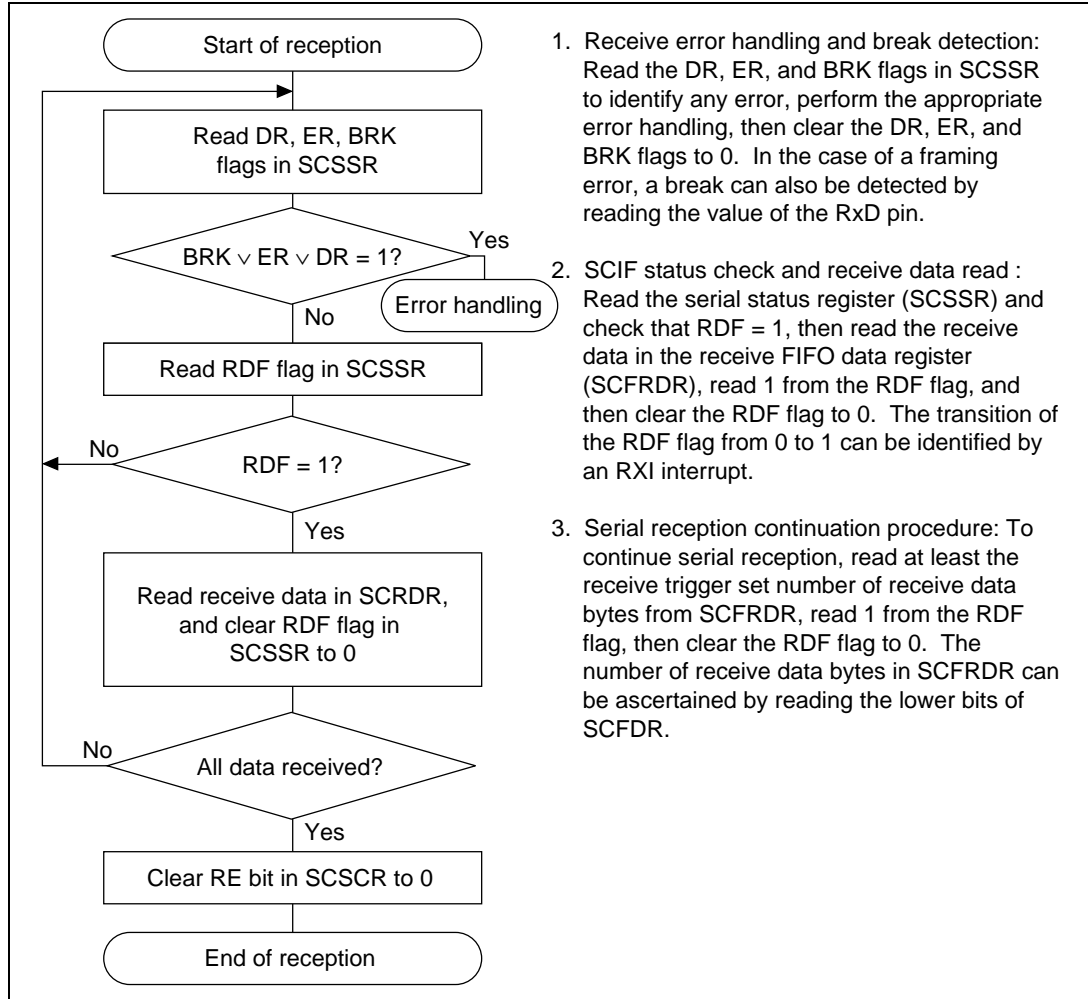 Start of reception
Read DR, ER, BRK
flags in SCSSR
BRK ∨ ER ∨ DR = 1?
Yes
Error handling
No
Read RDF flag in SCSSR
No
RDF = 1?
Yes
Read receive data in SCRDR,
and clear RDF flag in
SCSSR to 0
No
All data received?
Yes
Clear RE bit in SCSCR to 0
End of reception
1. Receive error handling and break detection:
Read the DR, ER, and BRK flags in SCSSR
to identify any error, perform the appropriate
error handling, then clear the DR, ER, and
BRK flags to 0. In the case of a framing
error, a break can also be detected by
reading the value of the RxD pin.
2. SCIF status check and receive data read :
Read the serial status register (SCSSR) and
check that RDF = 1, then read the receive
data in the receive FIFO data register
(SCFRDR), read 1 from the RDF flag, and
then clear the RDF flag to 0. The transition of
the RDF flag from 0 to 1 can be identified by
an RXI interrupt.
3. Serial reception continuation procedure: To
continue serial reception, read at least the
receive trigger set number of receive data
bytes from SCFRDR, read 1 from the RDF
flag, then clear the RDF flag to 0. The
number of receive data bytes in SCFRDR can
be ascertained by reading the lower bits of
SCFDR.